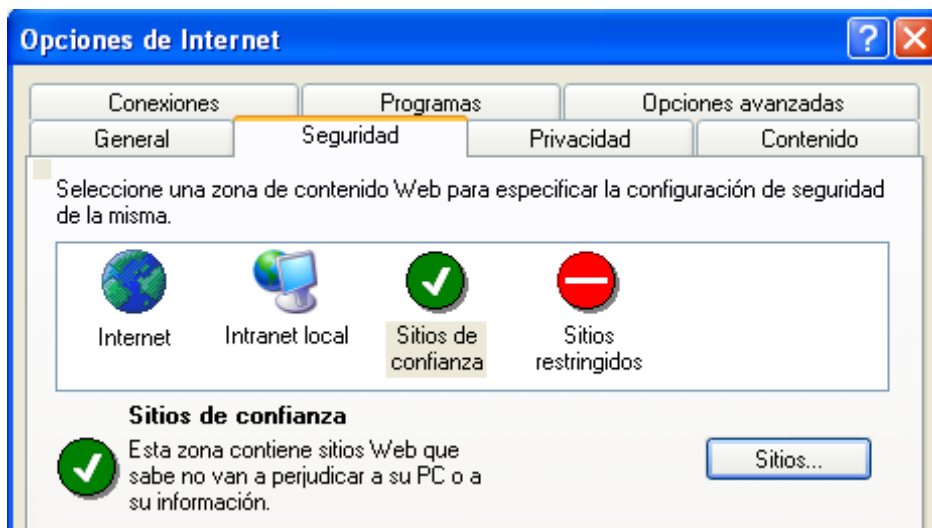 Opciones de Internet
Conexiones Programas Opciones avanzadas
General Seguridad Privacidad Contenido
Seleccione una zona de contenido Web para especificar la configuración de seguridad
de la misma.
Internet Intranet local Sitios de confianza Sitios restringidos
Sitios de confianza
Esta zona contiene sitios Web que
sabe no van a perjudicar a su PC o a
su información.
Sitios...